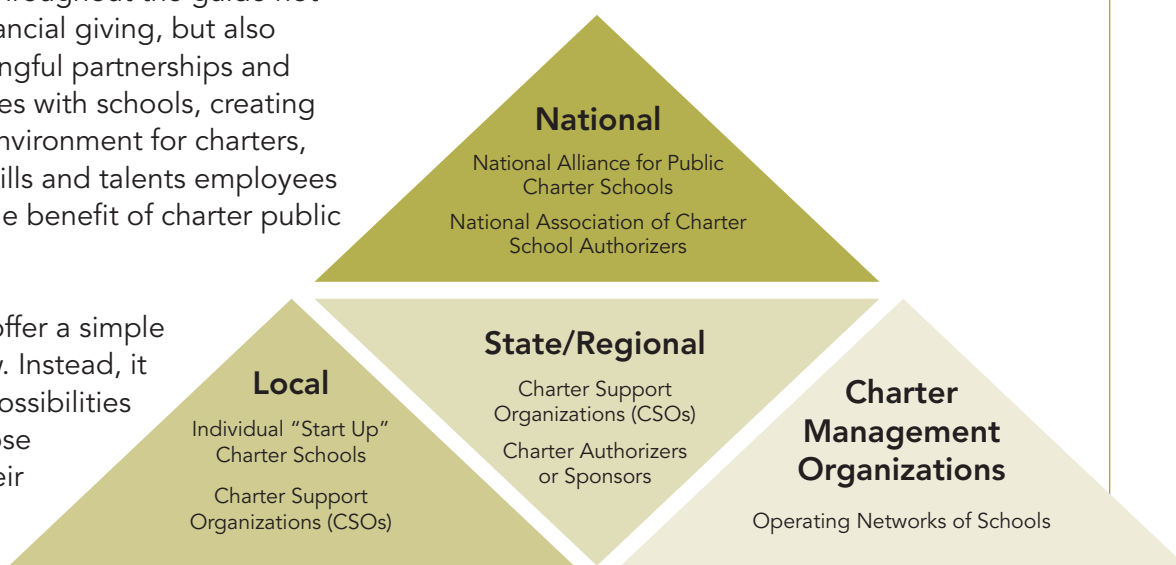 ancial giving, but also
ngful partnerships and
es with schools, creating
nvironment for charters,
ills and talents employees
e benefit of charter public
offer a simple
. Instead, it
ossibilities
ose
eir
National
National Alliance for Public
Charter Schools
National Association of Charter
School Authorizers
Local
Individual “Start Up”
Charter Schools
Charter Support
Organizations (CSOs)
State/Regional
Charter Support
Organizations (CSOs)
Charter Authorizers
or Sponsors
Charter
Management
Organizations
Operating Networks of Schools